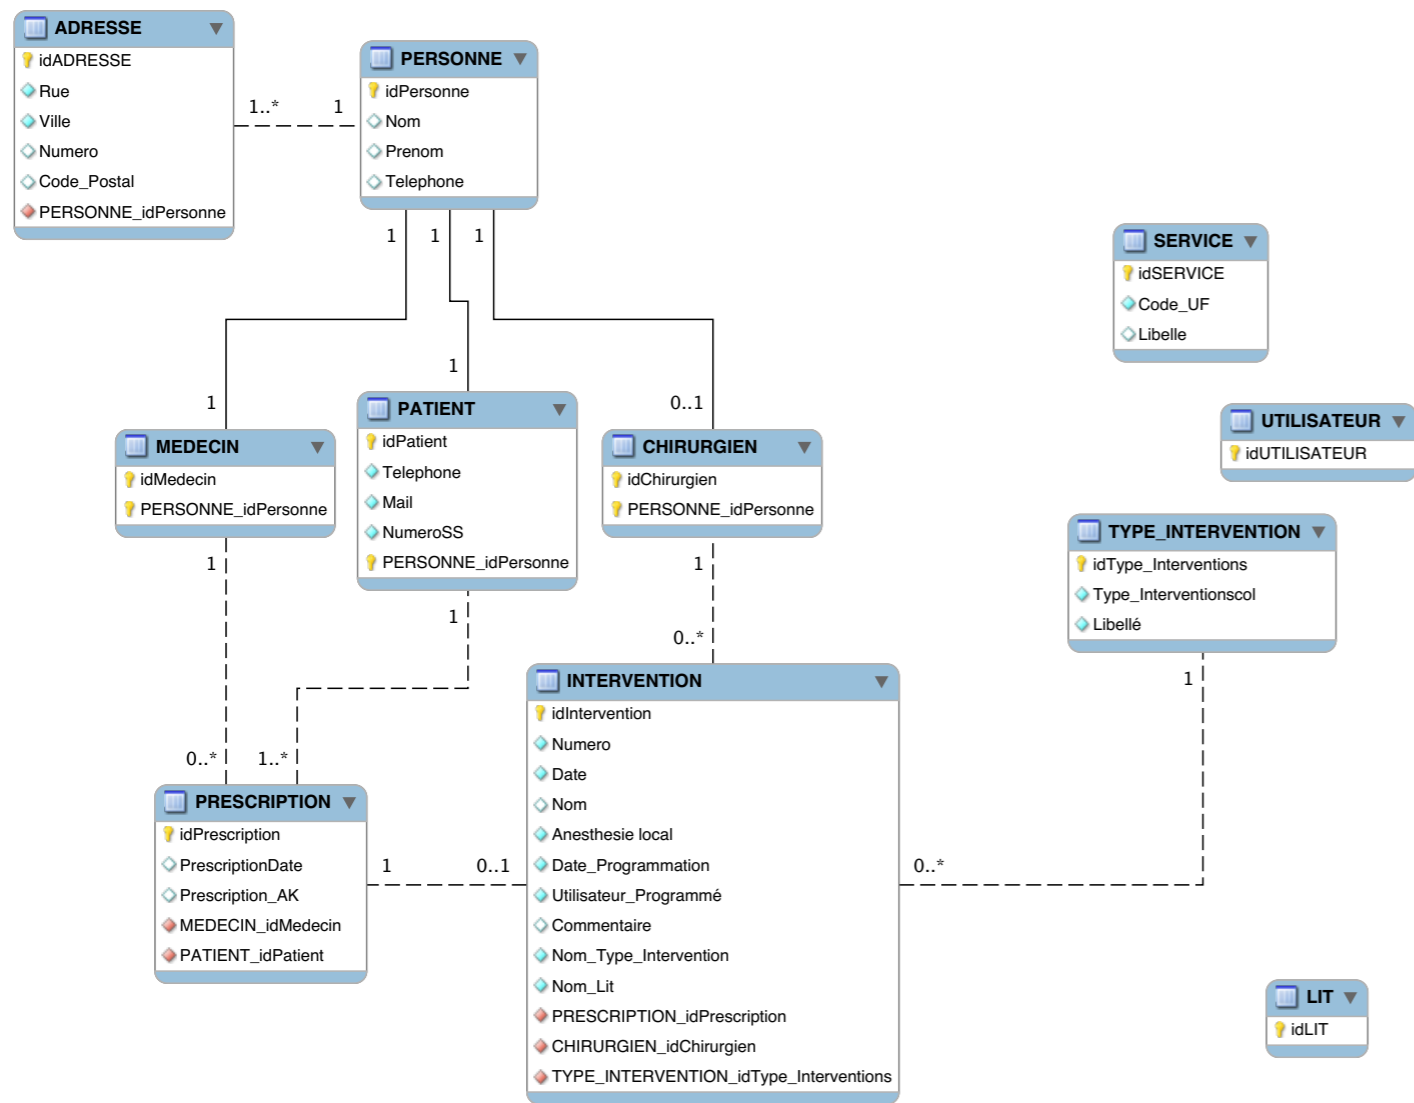 ADRESSE
idADRESSE
Rue
Ville
Numero
Code_Postal
PERSONNE_idPersonne
1..*
1
PERSONNE
idPersonne
Nom
Prenom
Telephone
1
1
1
1
1
0..1
SERVICE
idSERVICE
Code_UF
Libelle
UTILISATEUR
idUTILISATEUR
MEDECIN
idMedecin
PERSONNE_idPersonne
PATIENT
idPatient
Telephone
Mail
NumeroSS
PERSONNE_idPersonne
CHIRURGIEN
idChirurgien
PERSONNE_idPersonne
TYPE_INTERVENTION
idType_Interventions
Type_Interventionscol
Libellé
1
1
1
0..*
1
0..*
1..*
PRESCRIPTION
idPrescription
PrescriptionDate
Prescription_AK
MEDECIN_idMedecin
PATIENT_idPatient
1
0..1
INTERVENTION
idIntervention
Numero
Date
Nom
Anesthesie local
Date_Programmation
Utilisateur_Programmé
Commentaire
Nom_Type_Intervention
Nom_Lit
PRESCRIPTION_idPrescription
CHIRURGIEN_idChirurgien
TYPE_INTERVENTION_idType_Interventions
0..*
LIT
idLIT